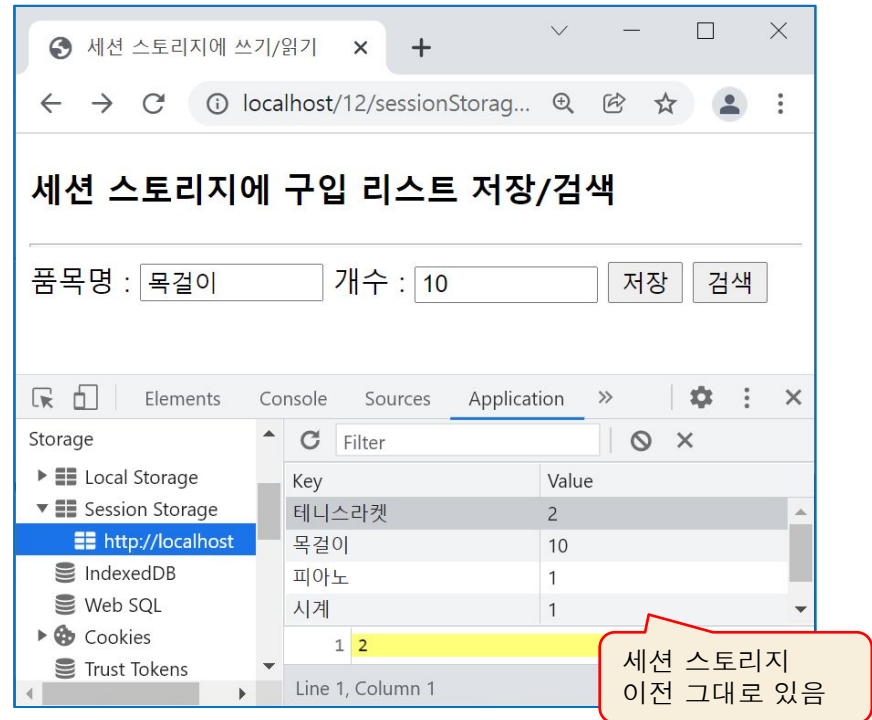 세션 스토리지에 쓰기/읽기
localhost/12/sessionStorag...
세션 스토리지에 구입 리스트 저장/검색
품목명 : 목걸이 개수 : 10 저장 검색
Elements Console Sources Application
Storage
Filter
Local Storage
Key Value
Session Storage
테니스라켓 2
http://localhost
목걸이 10
IndexedDB
피아노 1
Web SQL
시계 1
Cookies
1 2
Trust Tokens
Line 1, Column 1
세션 스토리지
이전 그대로 있음